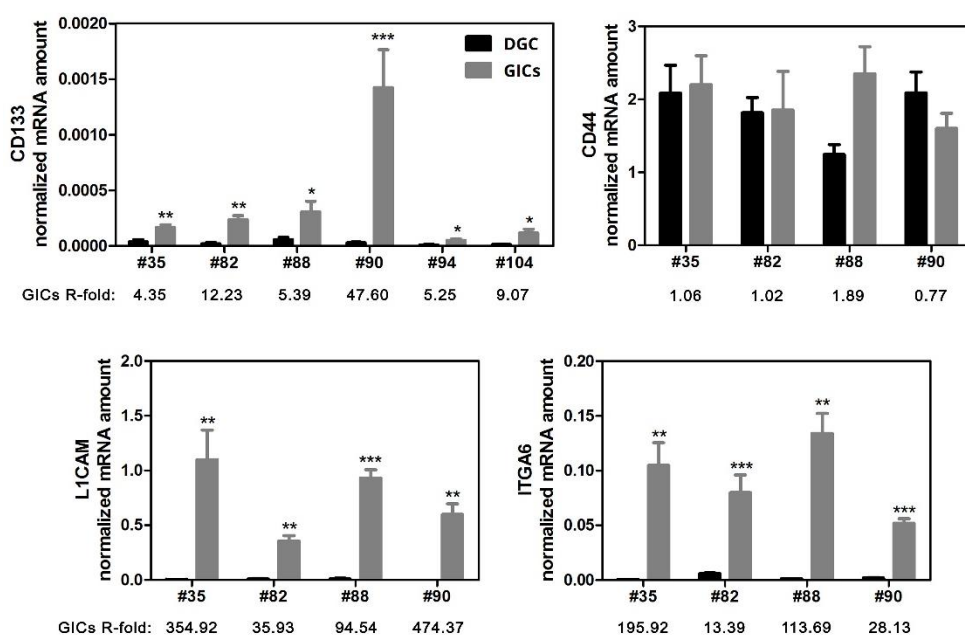 CD133
normalized mRNA amount
0.0020
0.0015
0.0010
0.0005
0.0000
DGC
GICs
** ** * *** * *
#35 #82 #88 #90 #94 #104
GICs R-fold: 4.35 12.23 5.39 47.60 5.25 9.07
CD44
normalized mRNA amount
3
2
1
0
#35 #82 #88 #90
1.06 1.02 1.89 0.77
L1CAM
normalized mRNA amount
2.0
1.5
1.0
0.5
0.0
** ** *** **
#35 #82 #88 #90
GICs R-fold: 354.92 35.93 94.54 474.37
ITGA6
normalized mRNA amount
0.20
0.15
0.10
0.05
0.00
** *** ** ***
#35 #82 #88 #90
195.92 13.39 113.69 28.13